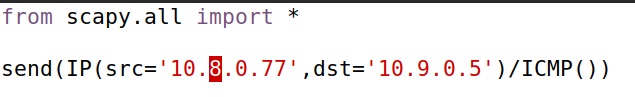 from scapy.all import *
send(IP(src='10.8.0.77',dst='10.9.0.5')/ICMP())